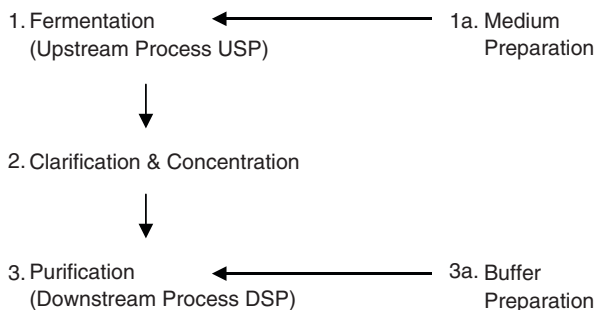 1. Fermentation
(Upstream Process USP)
1a. Medium
Preparation
2. Clarification & Concentration
3. Purification
(Downstream Process DSP)
3a. Buffer
Preparation